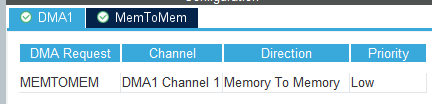 DMA1 MemToMem
DMA Request Channel Direction Priority
MEMTOMEM DMA1 Channel 1 Memory To Memory Low